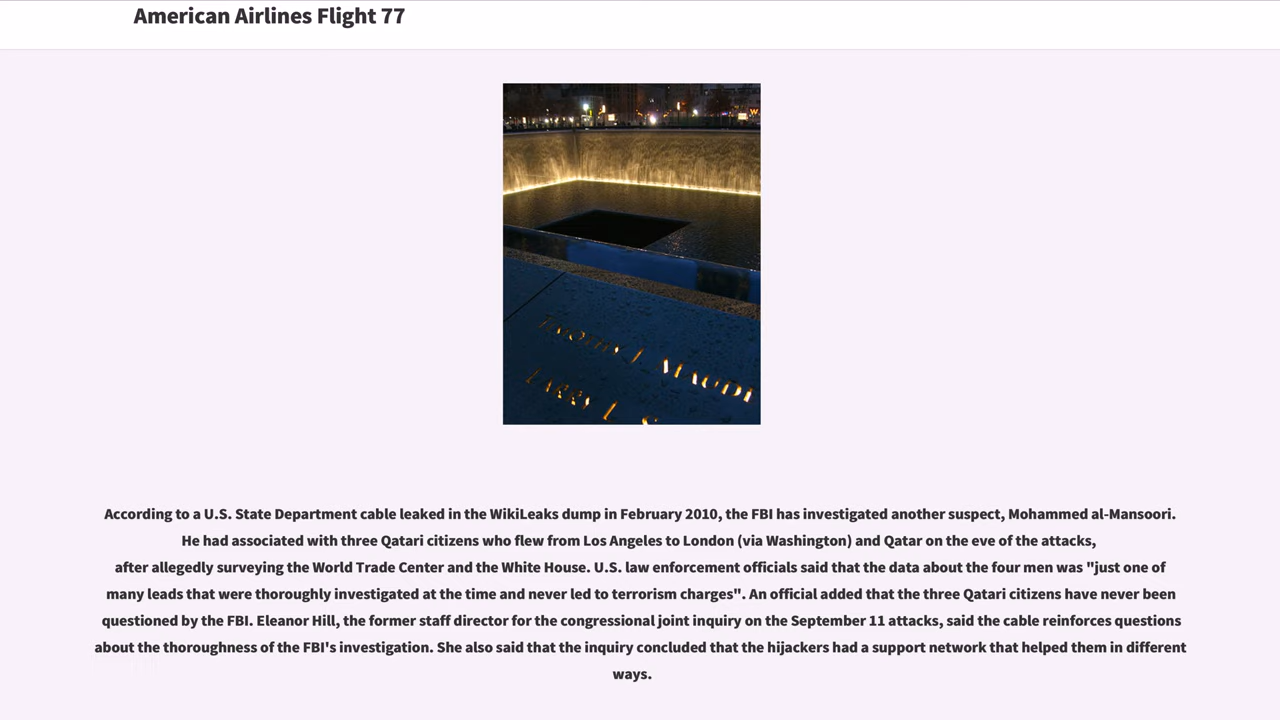 American Airlines Flight 77
TIMOTHY J.
LARRY L.
According to a U.S. State Department cable leaked in the WikiLeaks dump in February 2010, the FBI has investigated another suspect, Mohammed al-Mansoori.
He had associated with three Qatari citizens who flew from Los Angeles to London (via Washington) and Qatar on the eve of the attacks,
after allegedly surveying the World Trade Center and the White House. U.S. law enforcement officials said that the data about the four men was "just one of
many leads that were thoroughly investigated at the time and never led to terrorism charges". An official added that the three Qatari citizens have never been
questioned by the FBI. Eleanor Hill, the former staff director for the congressional joint inquiry on the September 11 attacks, said the cable reinforces questions
about the thoroughness of the FBI's investigation. She also said that the inquiry concluded that the hijackers had a support network that helped them in different
ways.